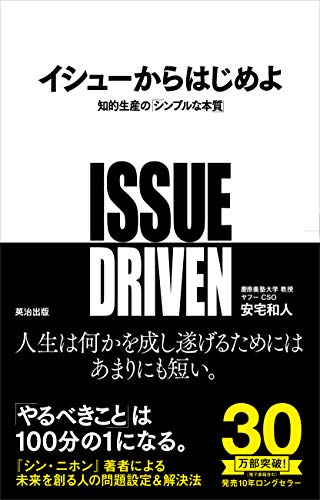 イシューからはじめよ
知的生産の「シンプルな本質」
ISSUE
DRIVEN
慶應義塾大学 教授
ヤフー CSO
安宅和人
英治出版
人生は何かを成し遂げるためには
あまりにも短い。
「やるべきこと」は
100分の1になる。
『シン・ニホン』著者による
未来を創る人の問題設定&解決法
30
万部突破!
(電子書籍含む)
発売10年ロングセラー